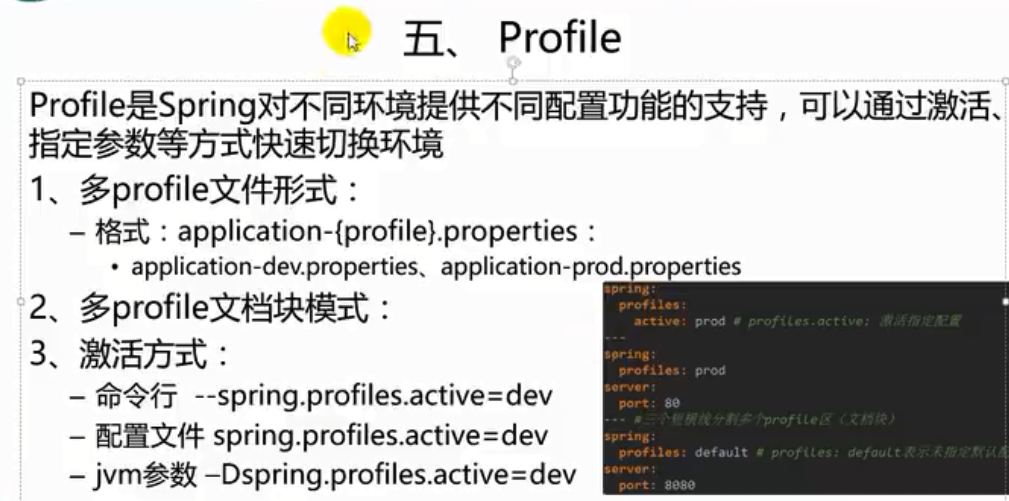 五、 Profile
Profile是Spring对不同环境提供不同配置功能的支持，可以通过激活、
指定参数等方式快速切换环境
1、多profile文件形式：
– 格式：application-{profile}.properties：
• application-dev.properties、application-prod.properties
2、多profile文档块模式：
3、激活方式：
– 命令行 --spring.profiles.active=dev
– 配置文件 spring.profiles.active=dev
– jvm参数 –Dspring.profiles.active=dev
spring:
profiles:
active: prod # profiles.active: 激活指定配置
---
spring:
profiles: prod
server:
port: 80
--- #三个短横线分割多个profile区（文档块）
spring:
profiles: default # profiles: default表示未指定默认
server:
port: 8080